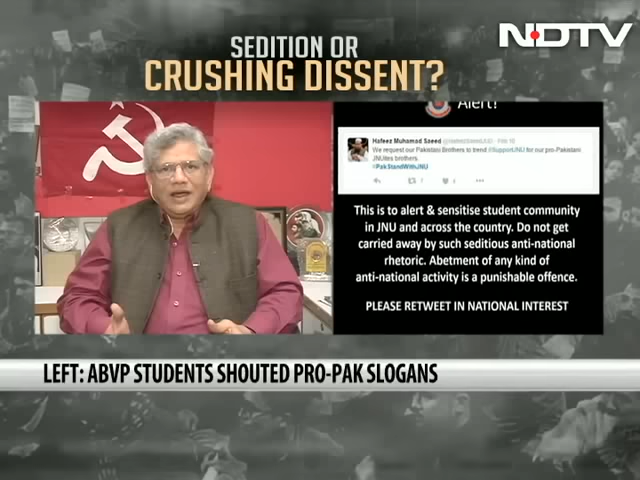 NDTV
SEDITION OR
CRUSHING DISSENT?
Alert!
Hafeez Muhamad Saeed
We request our Pakistani Brothers to trend #SupportJNU for our pro-Pakistani
JNUites brothers.
#PakStandWithJNU
This is to alert & sensitise student community
in JNU and across the country. Do not get
carried away by such seditious anti-national
rhetoric. Abetment of any kind of
anti-national activity is a punishable offence.
PLEASE RETWEET IN NATIONAL INTEREST
LEFT: ABVP STUDENTS SHOUTED PRO-PAK SLOGANS